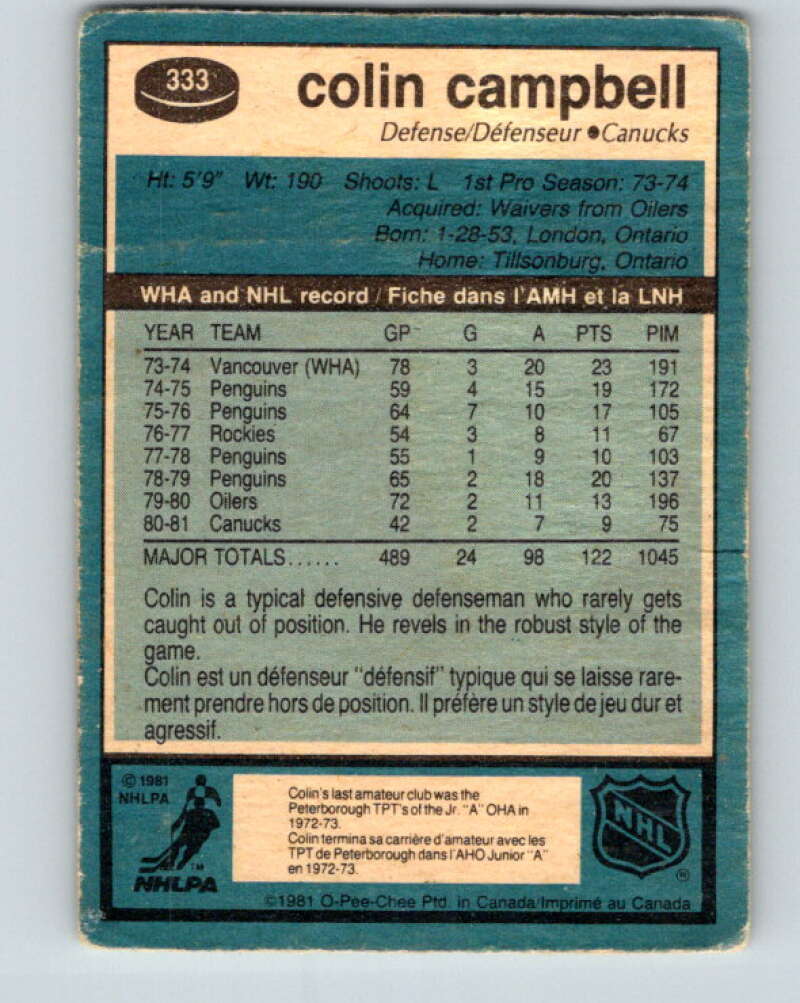 333
colin campbell
Defense/Défenseur ● Canucks
Ht: 5'9" Wt: 190 Shoots: L 1st Pro Season: 73-74
Acquired: Waivers from Oilers
Born: 1-28-53, London, Ontario
Home: Tillsonburg, Ontario
WHA and NHL record / Fiche dans l'AMH et la LNH
YEAR TEAM GP G A PTS PIM
73-74 Vancouver (WHA) 78 3 20 23 191
74-75 Penguins 59 4 15 19 172
75-76 Penguins 64 7 10 17 105
76-77 Rockies 54 3 8 11 67
77-78 Penguins 55 1 9 10 103
78-79 Penguins 65 2 18 20 137
79-80 Oilers 72 2 11 13 196
80-81 Canucks 42 2 7 9 75
MAJOR TOTALS...... 489 24 98 122 1045
Colin is a typical defensive defenseman who rarely gets
caught out of position. He revels in the robust style of the
game.
Colin est un défenseur "défensif" typique qui se laisse rare-
ment prendre hors de position. Il préfère un style de jeu dur et
agressif.
© 1981
NHLPA
TM
NHLPA
Colin's last amateur club was the
Peterborough TPT's of the Jr. "A" OHA in
1972-73.
Colin termina sa carrière d'amateur avec les
TPT de Peterborough dans l'AHO Junior "A"
en 1972-73.
NHL
®
©1981 O-Pee-Chee Ptd. in Canada/Imprimé au Canada